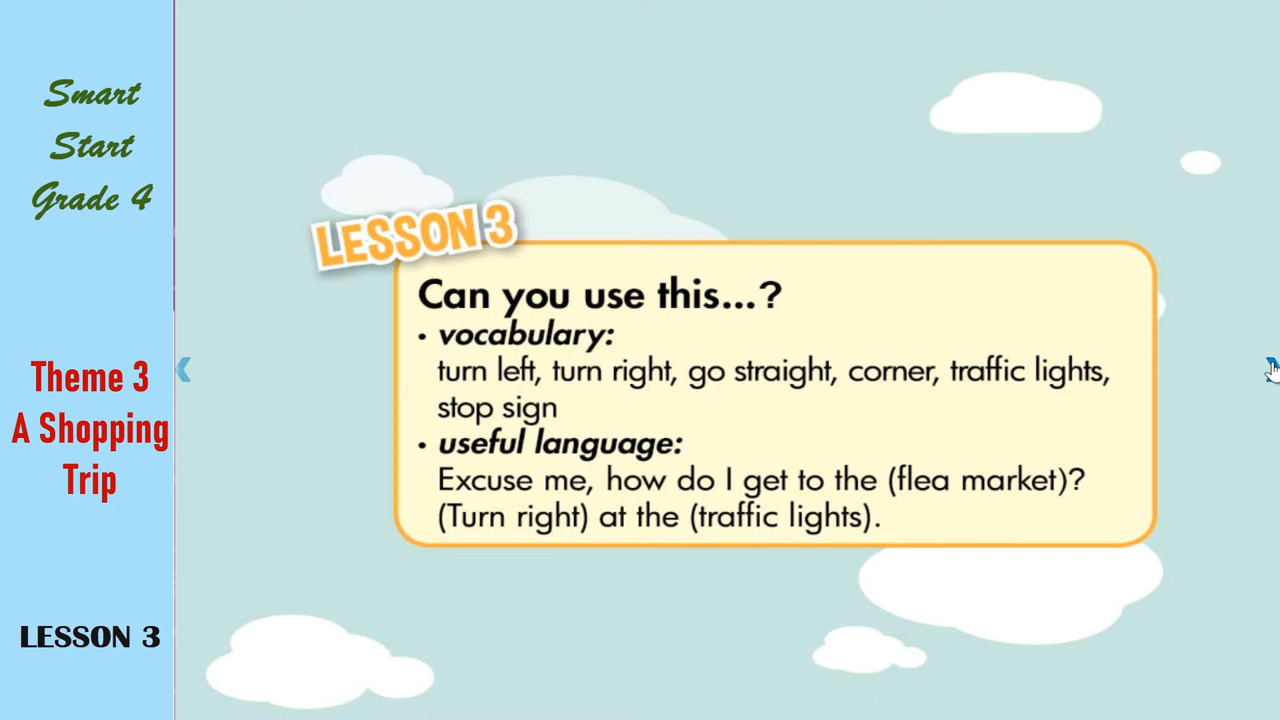 Smart
Start
Grade 4
Theme 3
A Shopping
Trip
LESSON 3
LESSON 3
Can you use this...?
• vocabulary:
turn left, turn right, go straight, corner, traffic lights,
stop sign
• useful language:
Excuse me, how do I get to the (flea market)?
(Turn right) at the (traffic lights).